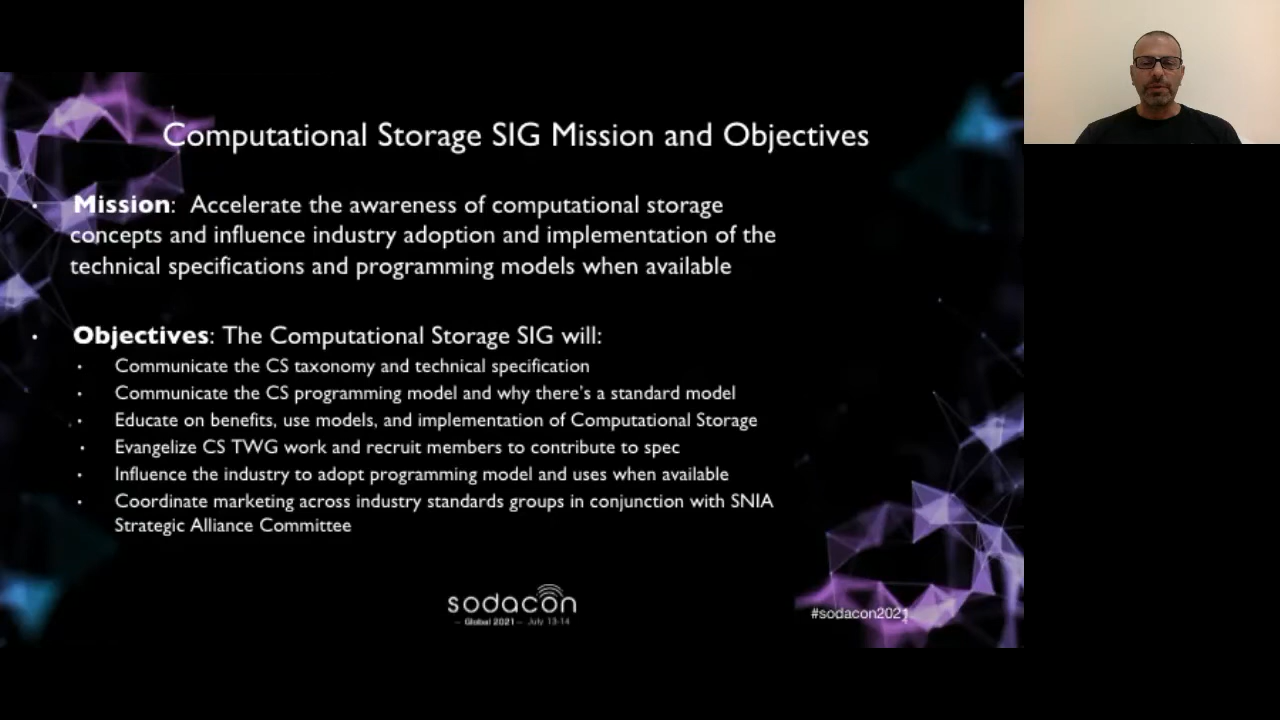 Computational Storage SIG Mission and Objectives
• Mission: Accelerate the awareness of computational storage
concepts and influence industry adoption and implementation of the
technical specifications and programming models when available
• Objectives: The Computational Storage SIG will:
• Communicate the CS taxonomy and technical specification
• Communicate the CS programming model and why there's a standard model
• Educate on benefits, use models, and implementation of Computational Storage
• Evangelize CS TWG work and recruit members to contribute to spec
• Influence the industry to adopt programming model and uses when available
• Coordinate marketing across industry standards groups in conjunction with SNIA
Strategic Alliance Committee
sodacon
– Global 2021 – July 13-14
#sodacon2021